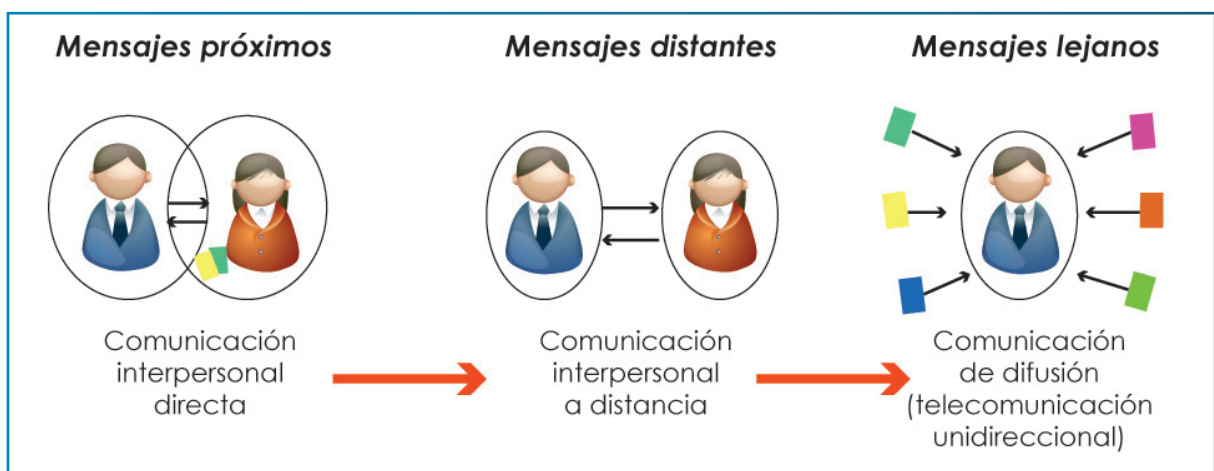 Mensajes próximos
Comunicación
interpersonal
directa
Mensajes distantes
Comunicación
interpersonal
a distancia
Mensajes lejanos
Comunicación
de difusión
(telecomunicación
unidireccional)